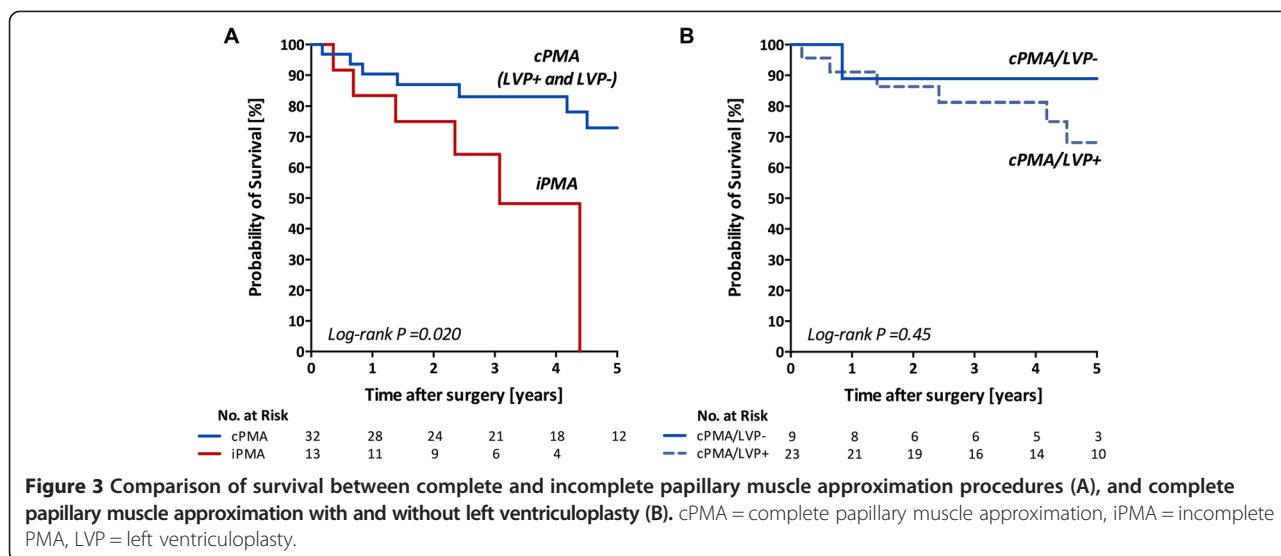 A
100
90
80
70
60
50
40
30
20
10
0
Probability of Survival [%]
cPMA
(LVP+ and LVP-)
iPMA
Log-rank P =0.020
0 1 2 3 4 5
Time after surgery [years]
No. at Risk
cPMA 32 28 24 21 18 12
iPMA 13 11 9 6 4
B
100
90
80
70
60
50
40
30
20
10
0
Probability of Survival [%]
cPMA/LVP-
cPMA/LVP+
Log-rank P =0.45
0 1 2 3 4 5
Time after surgery [years]
No. at Risk
cPMA/LVP- 9 8 6 6 5 3
cPMA/LVP+ 23 21 19 16 14 10
Figure 3 Comparison of survival between complete and incomplete papillary muscle approximation procedures (A), and complete
papillary muscle approximation with and without left ventriculoplasty (B). cPMA = complete papillary muscle approximation, iPMA = incomplete
PMA, LVP = left ventriculoplasty.